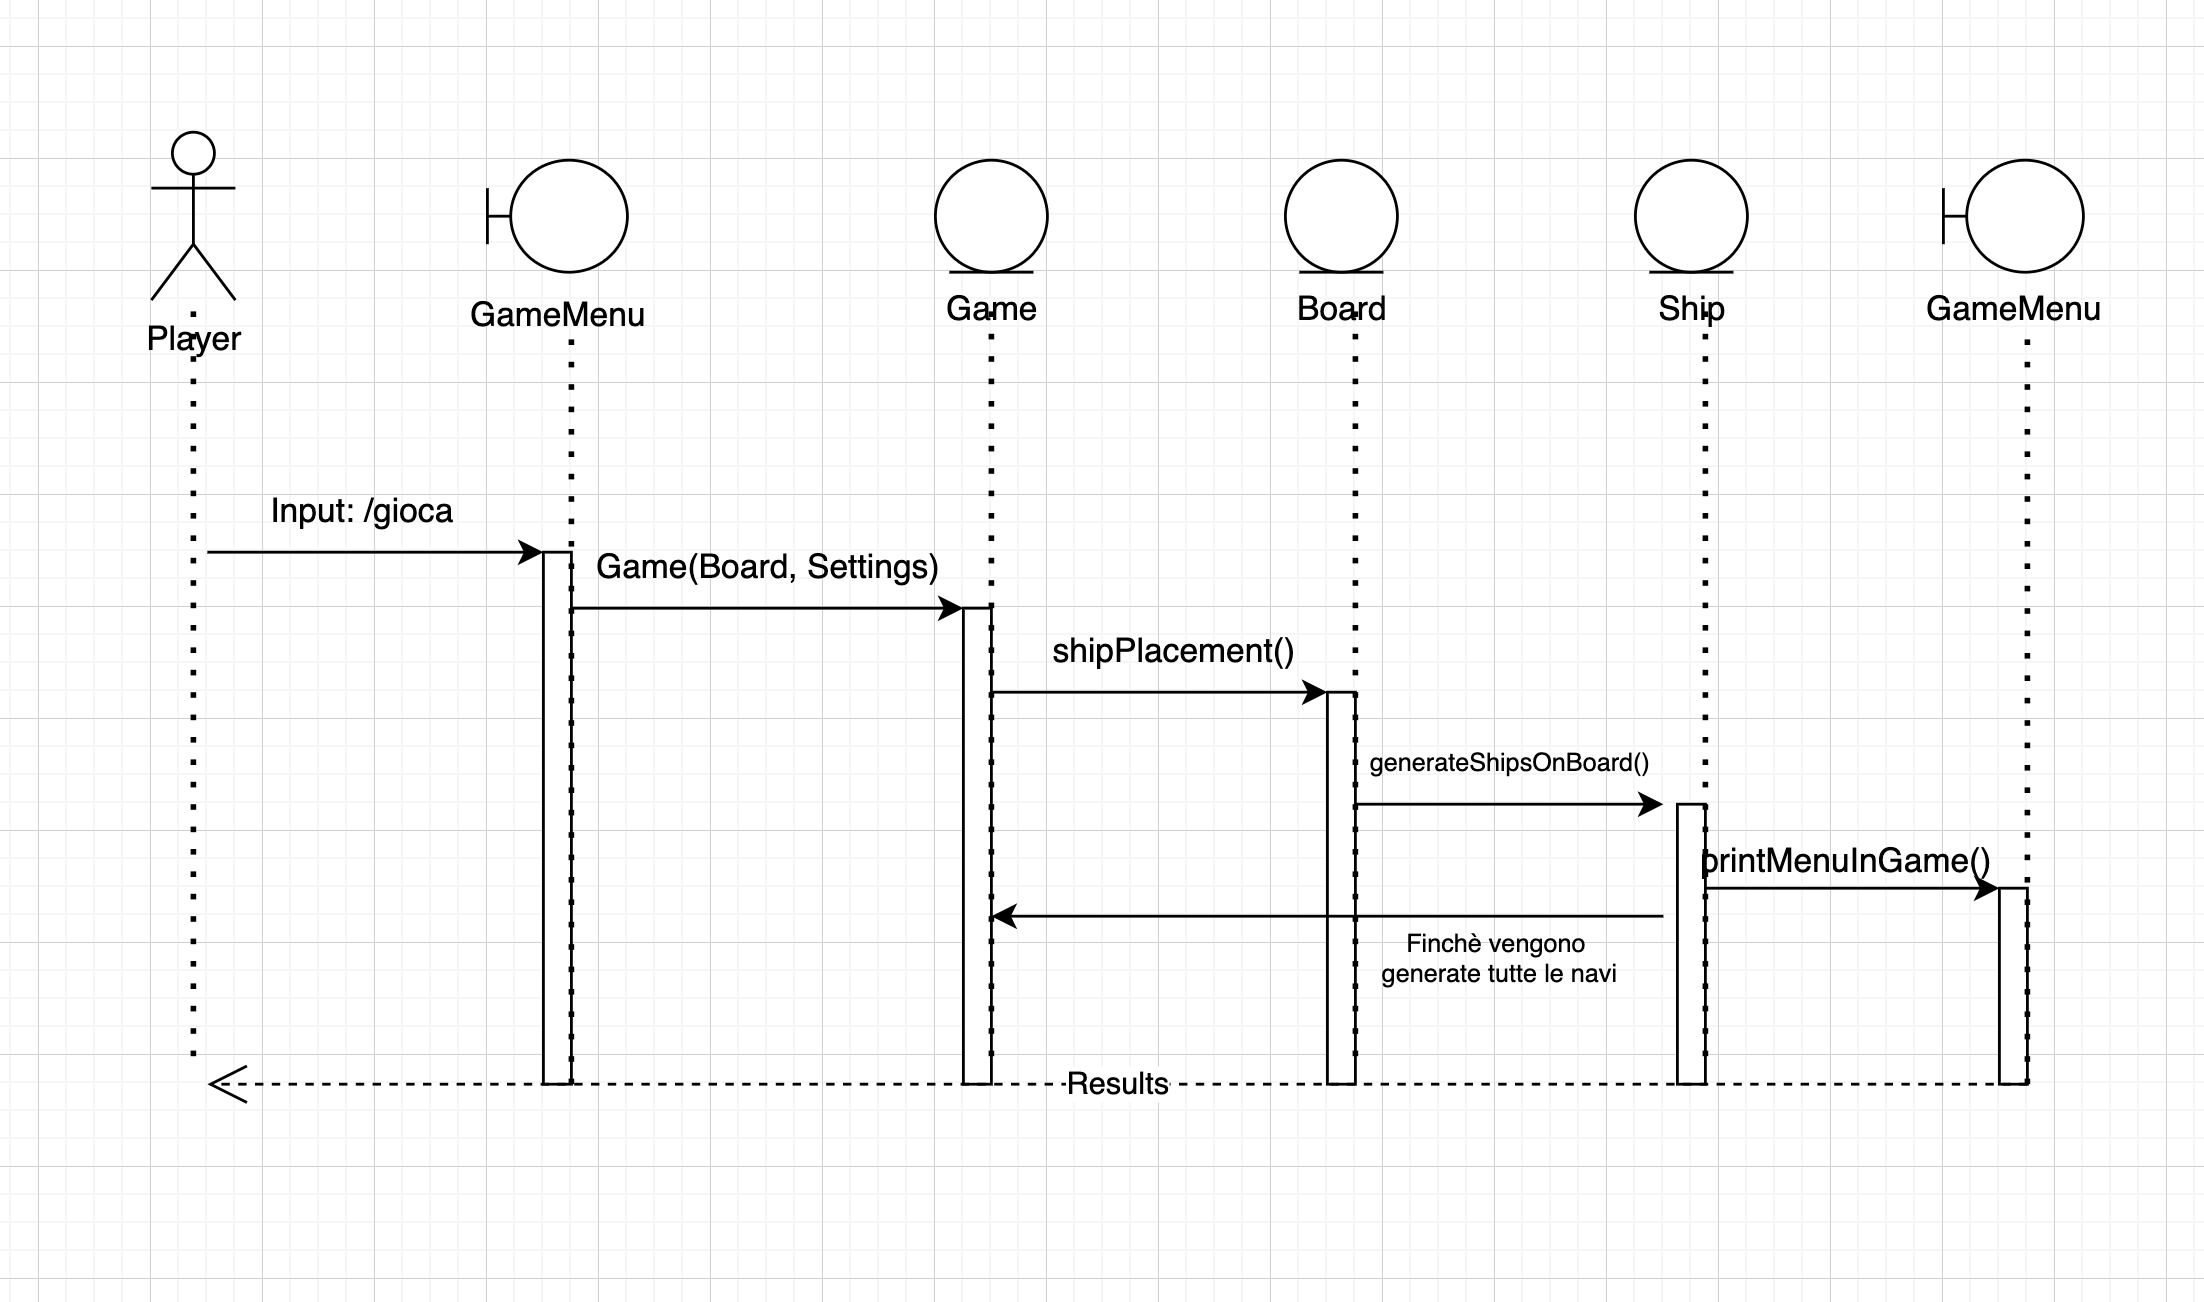 Player
GameMenu
Game
Board
Ship
GameMenu
Input: /gioca
Game(Board, Settings)
shipPlacement()
generateShipsOnBoard()
printMenuInGame()
Finchè vengono
generate tutte le navi
Results